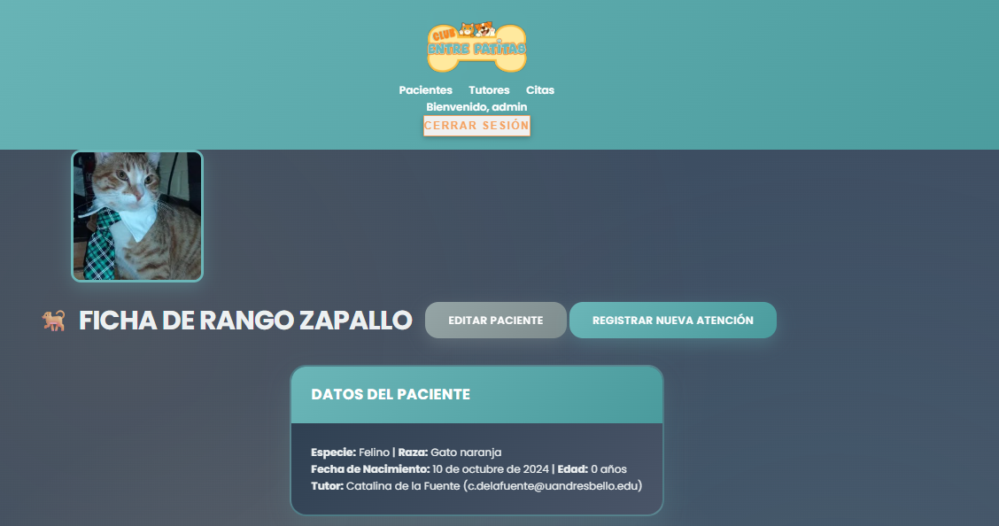 CLUB
ENTRE PATITAS
Pacientes Tutores Citas
Bienvenido, admin
CERRAR SESIÓN
FICHA DE RANGO ZAPALLO
EDITAR PACIENTE
REGISTRAR NUEVA ATENCIÓN
DATOS DEL PACIENTE
Especie: Felino | Raza: Gato naranja
Fecha de Nacimiento: 10 de octubre de 2024 | Edad: 0 años
Tutor: Catalina de la Fuente (c.delafuente@uandresbello.edu)